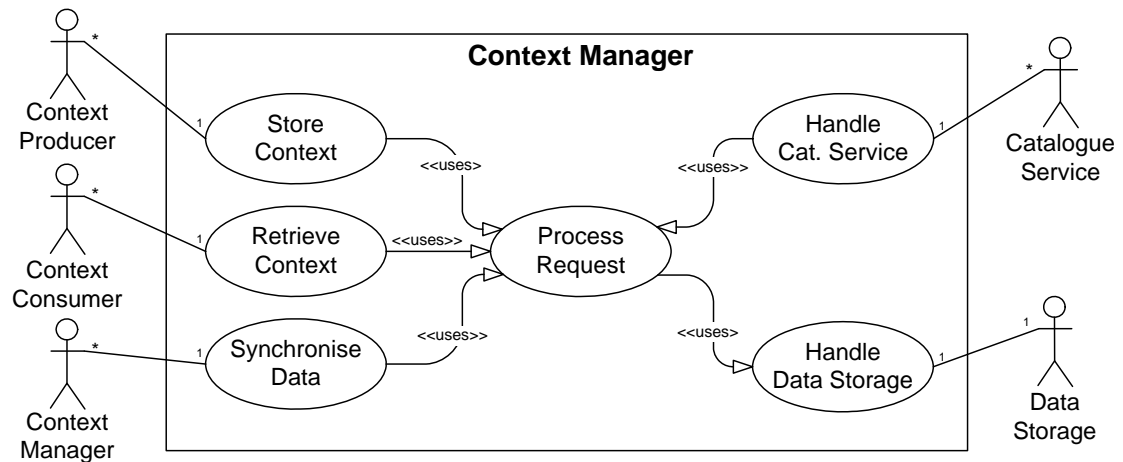 Context Manager
*
1
Context
Producer
Store
Context
<<uses>
Handle
Cat. Service
<<uses>>
1
*
Catalogue
Service
*
1
Context
Consumer
Retrieve
Context
<<uses>>
Process
Request
*
1
Context
Manager
Synchronise
Data
<<uses>>
<<uses>
Handle
Data Storage
1
1
Data
Storage